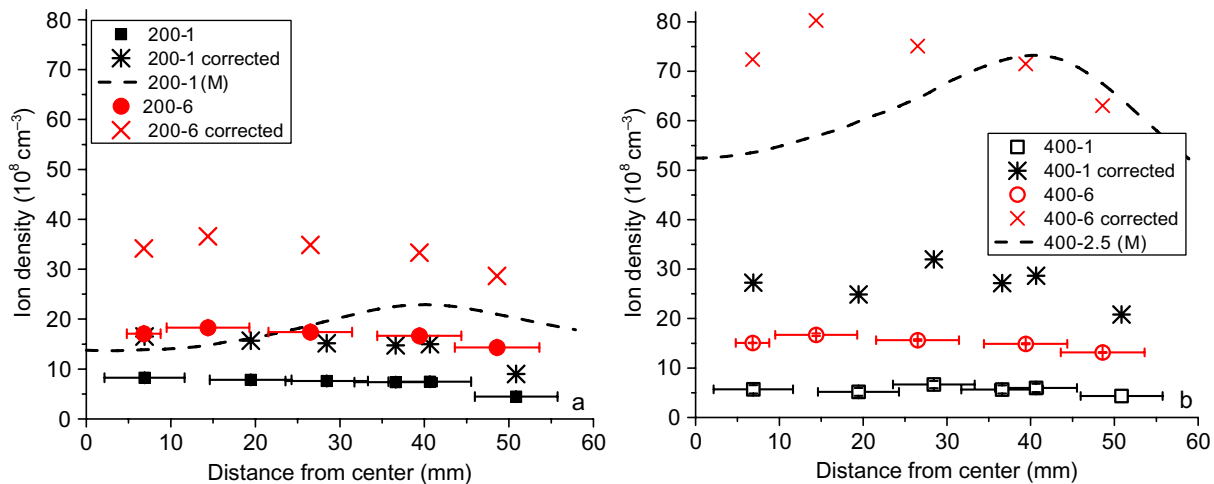 80
70
60
50
40
30
20
10
0
Ion density (10⁸ cm⁻³)
200-1
200-1 corrected
200-1 (M)
200-6
200-6 corrected
a
0 10 20 30 40 50 60
Distance from center (mm)
80
70
60
50
40
30
20
10
0
Ion density (10⁸ cm⁻³)
400-1
400-1 corrected
400-6
400-6 corrected
400-2.5 (M)
b
0 10 20 30 40 50 60
Distance from center (mm)